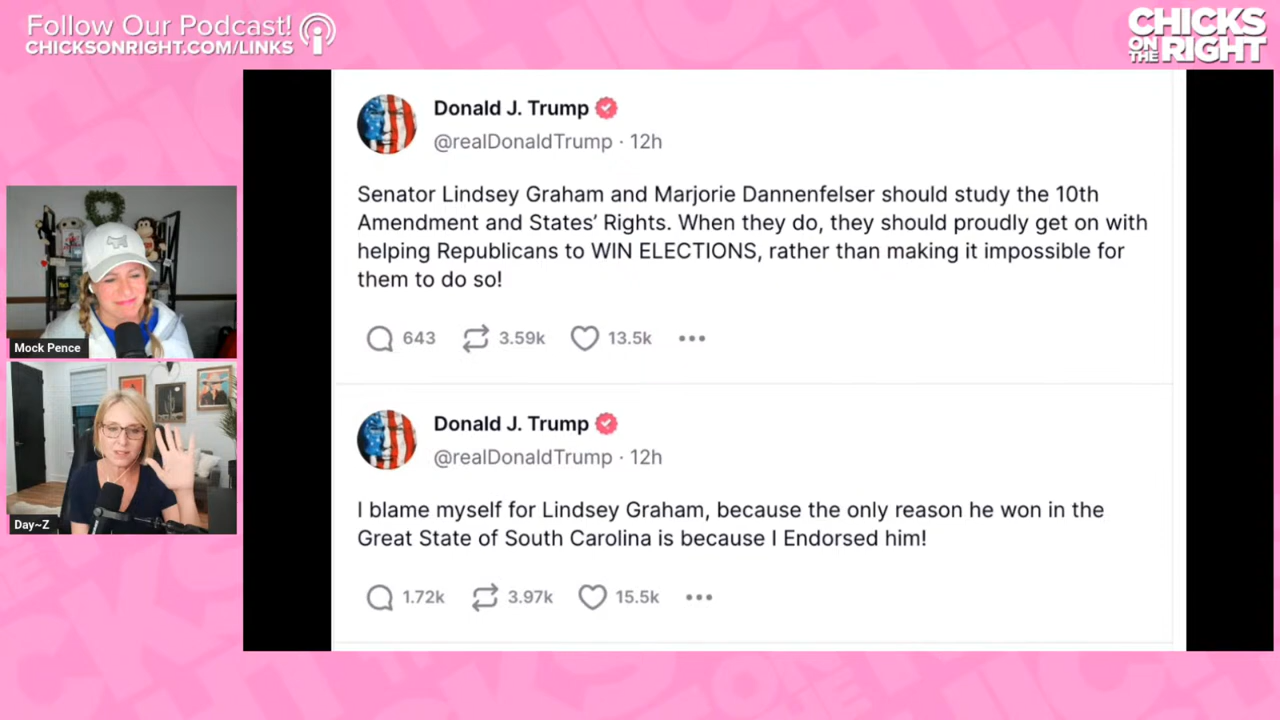 Follow Our Podcast!
CHICKSONRIGHT.COM/LINKS
CHICKS
ON THE RIGHT
Donald J. Trump
@realDonaldTrump · 12h
Senator Lindsey Graham and Marjorie Dannenfelser should study the 10th
Amendment and States’ Rights. When they do, they should proudly get on with
helping Republicans to WIN ELECTIONS, rather than making it impossible for
them to do so!
643 3.59k 13.5k
Mock Pence
Donald J. Trump
@realDonaldTrump · 12h
I blame myself for Lindsey Graham, because the only reason he won in the
Great State of South Carolina is because I Endorsed him!
1.72k 3.97k 15.5k
Day~Z